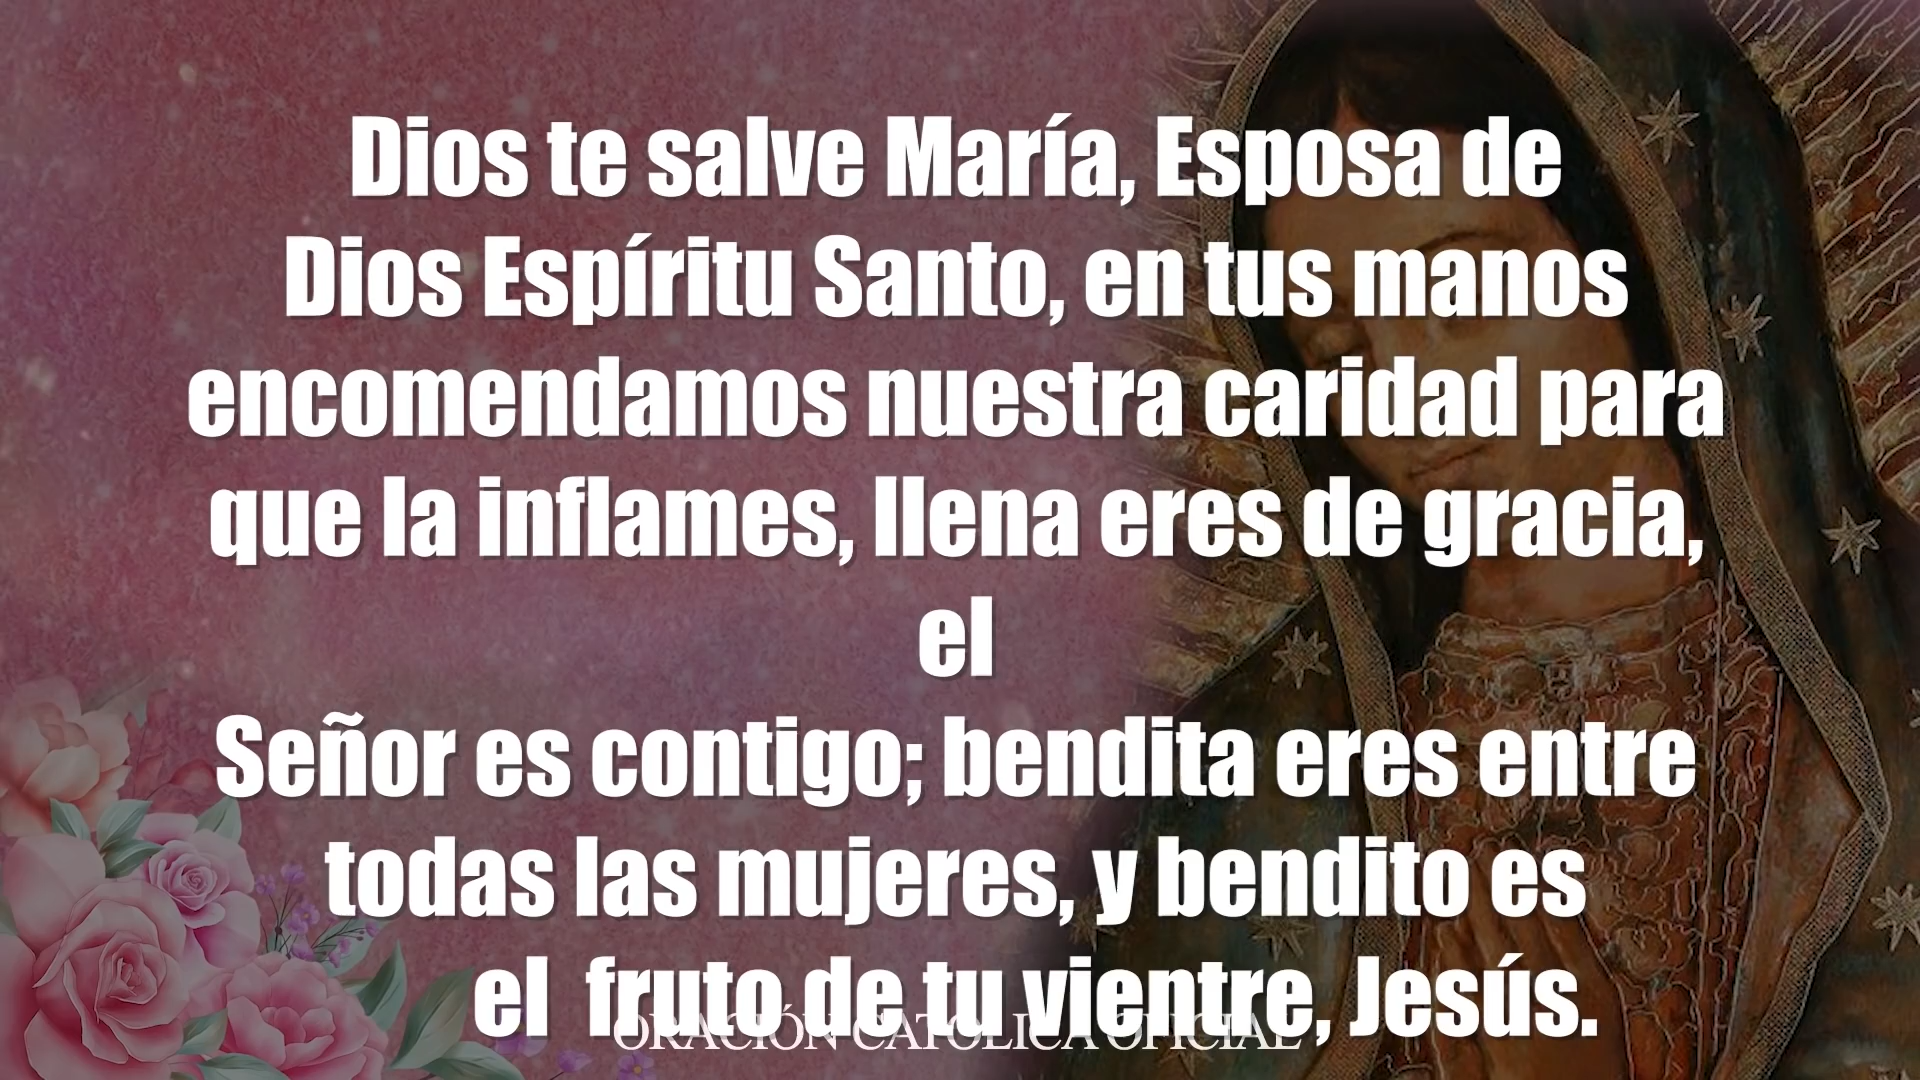 Dios te salve María, Esposa de
Dios Espíritu Santo, en tus manos
encomendamos nuestra caridad para
que la inflames, llena eres de gracia,
el
Señor es contigo; bendita eres entre
todas las mujeres, y bendito es
el  fruto de tu vientre, Jesús.
ORACIÓN CATOLICA OFICIAL